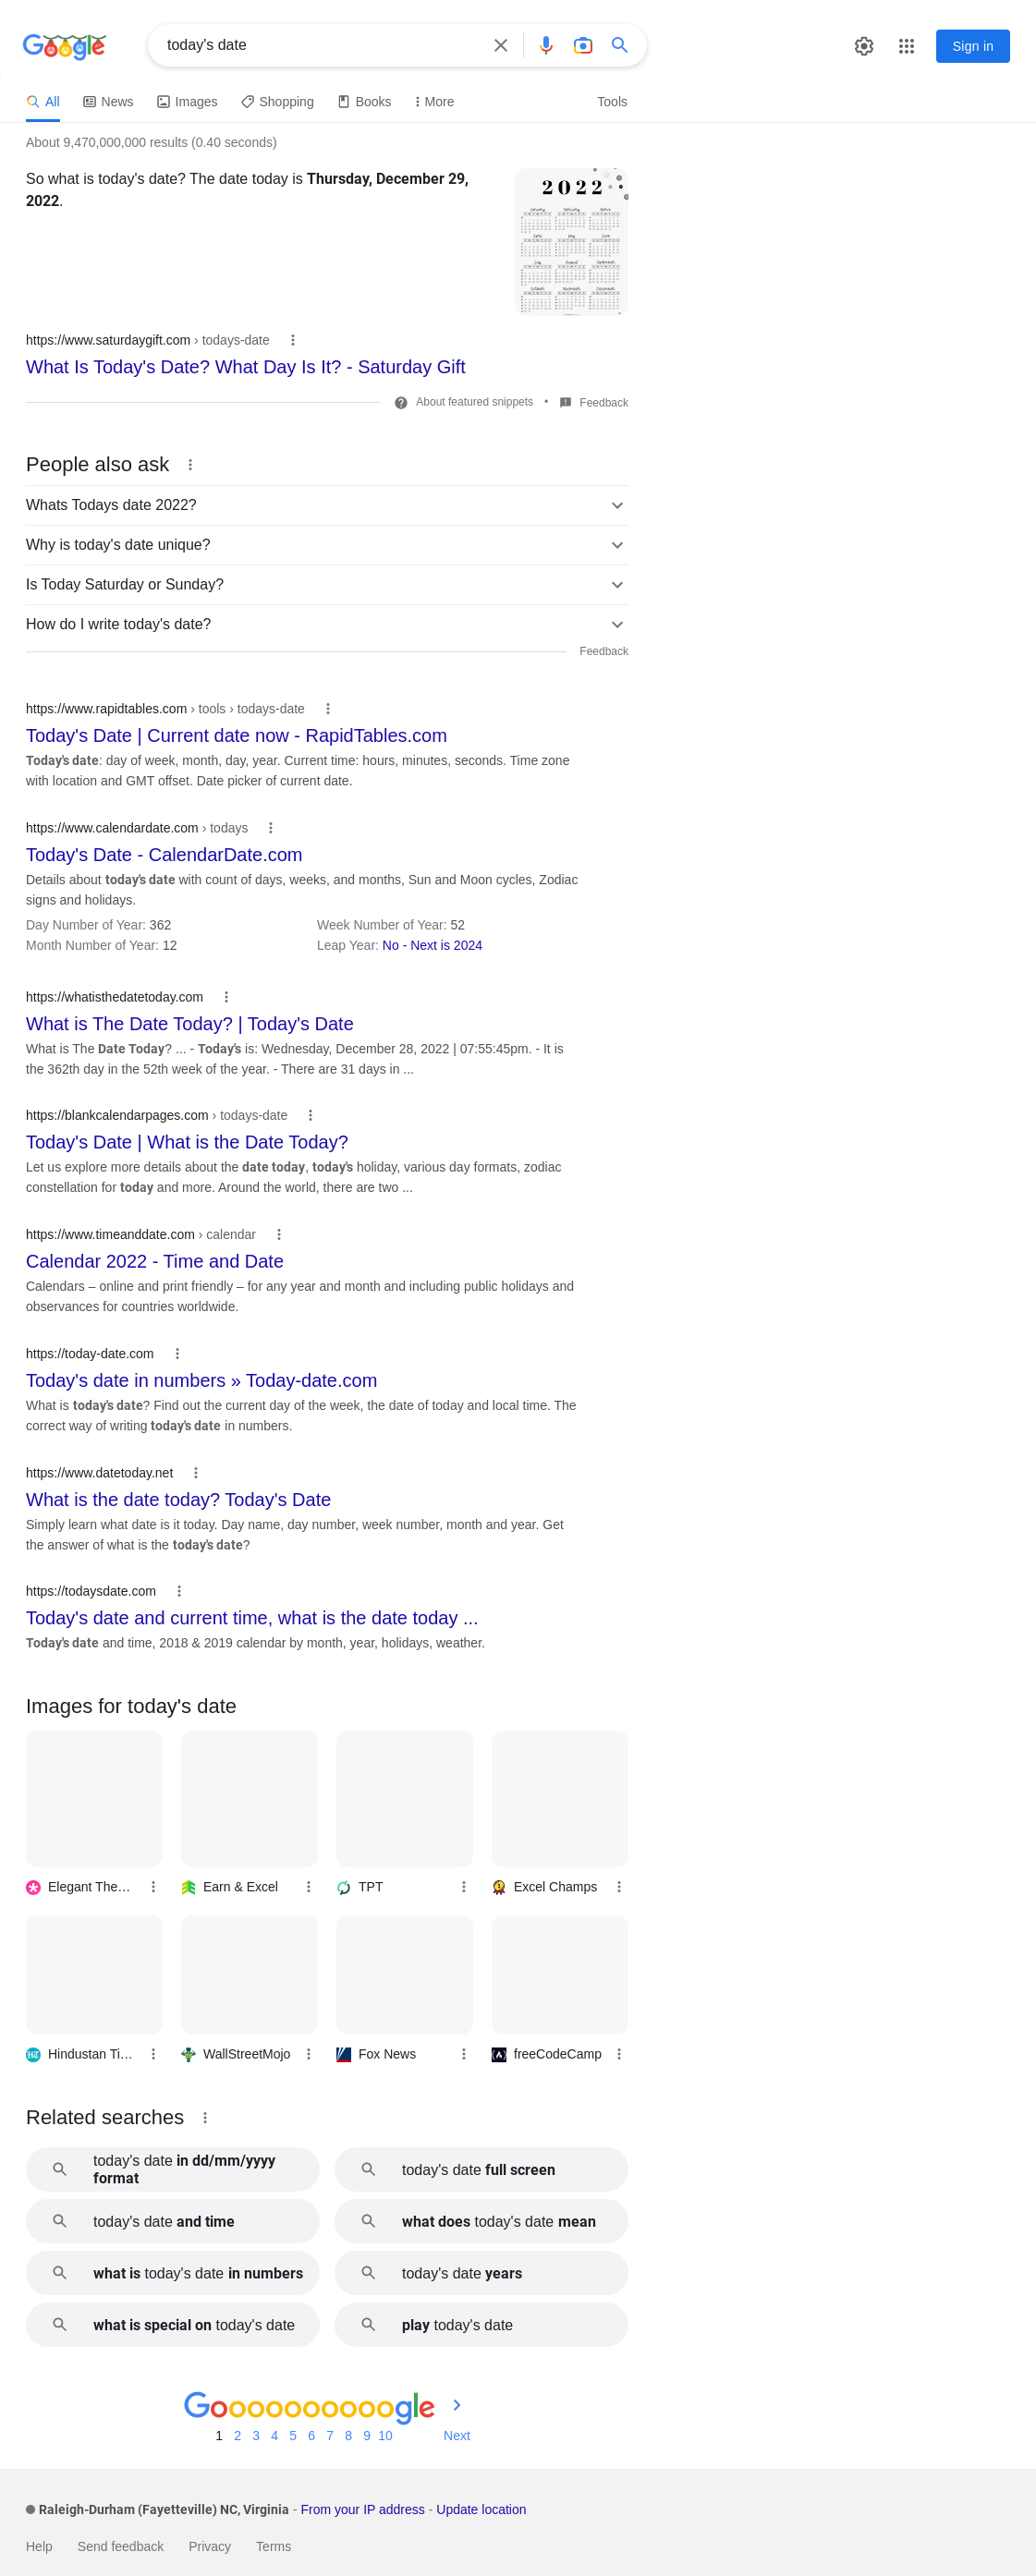 Google
today's date
Sign in
All
News
Images
Shopping
Books
More
Tools
About 9,470,000,000 results (0.40 seconds)
So what is today's date? The date today is Thursday, December 29,
2022.
2022
https://www.saturdaygift.com › todays-date
What Is Today's Date? What Day Is It? - Saturday Gift
About featured snippets • Feedback
People also ask
Whats Todays date 2022?
Why is today's date unique?
Is Today Saturday or Sunday?
How do I write today's date?
Feedback
https://www.rapidtables.com › tools › todays-date
Today's Date | Current date now - RapidTables.com
Today's date: day of week, month, day, year. Current time: hours, minutes, seconds. Time zone
with location and GMT offset. Date picker of current date.
https://www.calendardate.com › todays
Today's Date - CalendarDate.com
Details about today's date with count of days, weeks, and months, Sun and Moon cycles, Zodiac
signs and holidays.
Day Number of Year: 362
Week Number of Year: 52
Month Number of Year: 12
Leap Year: No - Next is 2024
https://whatisthedatetoday.com
What is The Date Today? | Today's Date
What is The Date Today? ... - Today's is: Wednesday, December 28, 2022 | 07:55:45pm. - It is
the 362th day in the 52th week of the year. - There are 31 days in ...
https://blankcalendarpages.com › todays-date
Today's Date | What is the Date Today?
Let us explore more details about the date today, today's holiday, various day formats, zodiac
constellation for today and more. Around the world, there are two ...
https://www.timeanddate.com › calendar
Calendar 2022 - Time and Date
Calendars – online and print friendly – for any year and month and including public holidays and
observances for countries worldwide.
https://today-date.com
Today's date in numbers » Today-date.com
What is today's date? Find out the current day of the week, the date of today and local time. The
correct way of writing today's date in numbers.
https://www.datetoday.net
What is the date today? Today's Date
Simply learn what date is it today. Day name, day number, week number, month and year. Get
the answer of what is the today's date?
https://todaysdate.com
Today's date and current time, what is the date today ...
Today's date and time, 2018 & 2019 calendar by month, year, holidays, weather.
Images for today's date
Elegant The…
Earn & Excel
TPT
Excel Champs
Hindustan Ti…
WallStreetMojo
Fox News
freeCodeCamp
Related searches
today's date in dd/mm/yyyy
format
today's date full screen
today's date and time
what does today's date mean
what is today's date in numbers
today's date years
what is special on today's date
play today's date
Goooooooooogle
1 2 3 4 5 6 7 8 9 10 Next
Raleigh-Durham (Fayetteville) NC, Virginia - From your IP address - Update location
Help
Send feedback
Privacy
Terms